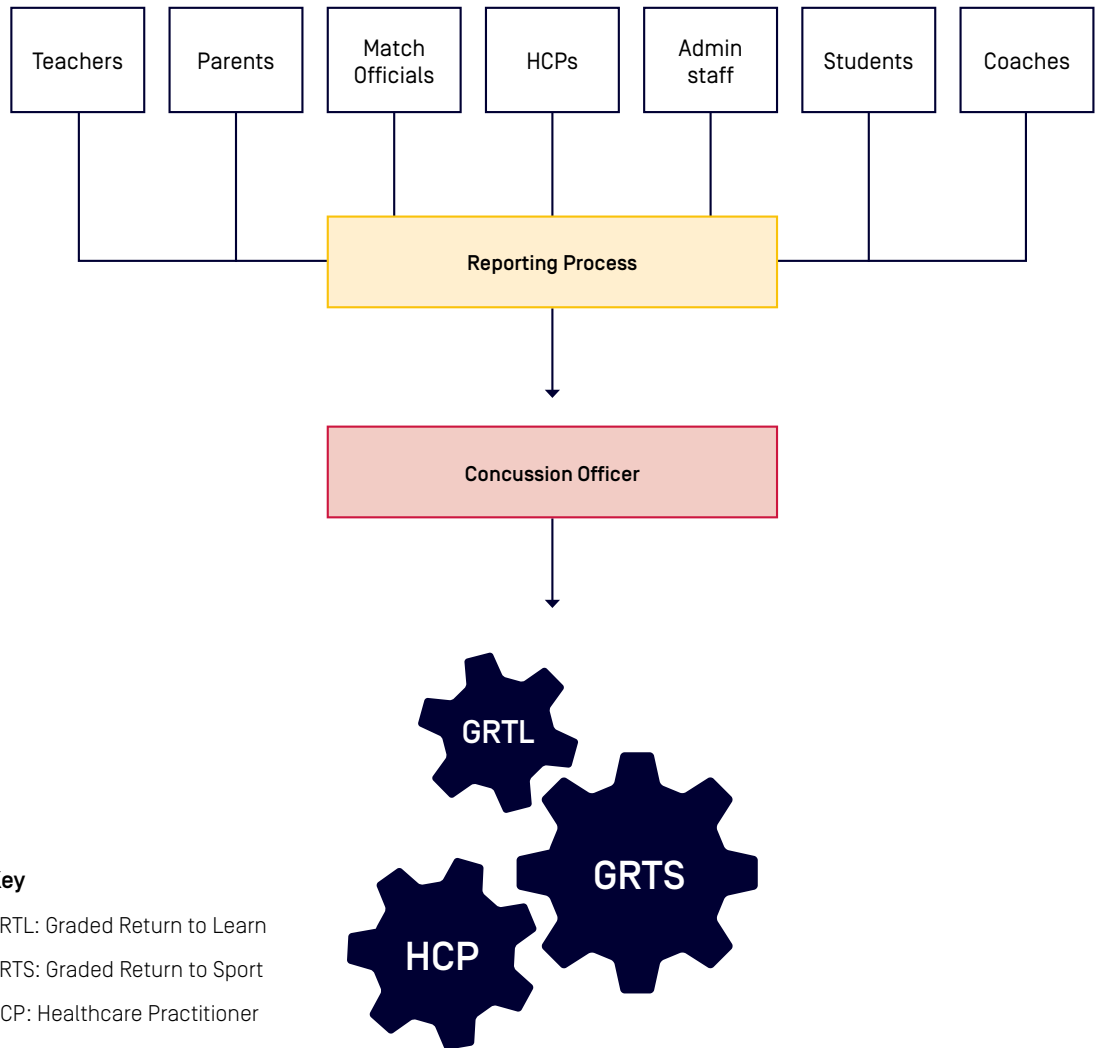 Teachers
Parents
Match
Officials
HCPs
Admin
staff
Students
Coaches
Reporting Process
Concussion Officer
GRTL
GRTS
HCP
Key
RTL: Graded Return to Learn
RTS: Graded Return to Sport
CP: Healthcare Practitioner